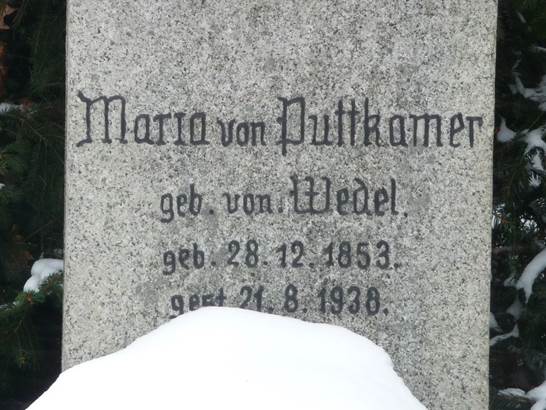 Maria von Puttkamer
geb. von Wedel.
geb. 28. 12. 1853.
gest 21. 8. 1938.